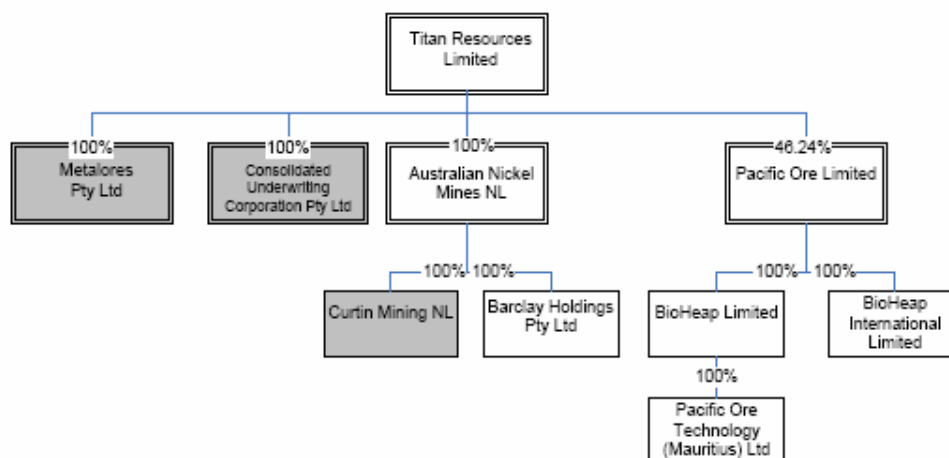 Titan Resources
Limited
100%
100%
100%
46.24%
Metalores
Pty Ltd
Consolidated
Underwriting
Corporation Pty Ltd
Australian Nickel
Mines NL
Pacific Ore Limited
100% 100%
100% 100%
Curtin Mining NL
Barclay Holdings
Pty Ltd
BioHeap Limited
BioHeap
International
Limited
100%
Pacific Ore
Technology
(Mauritius) Ltd